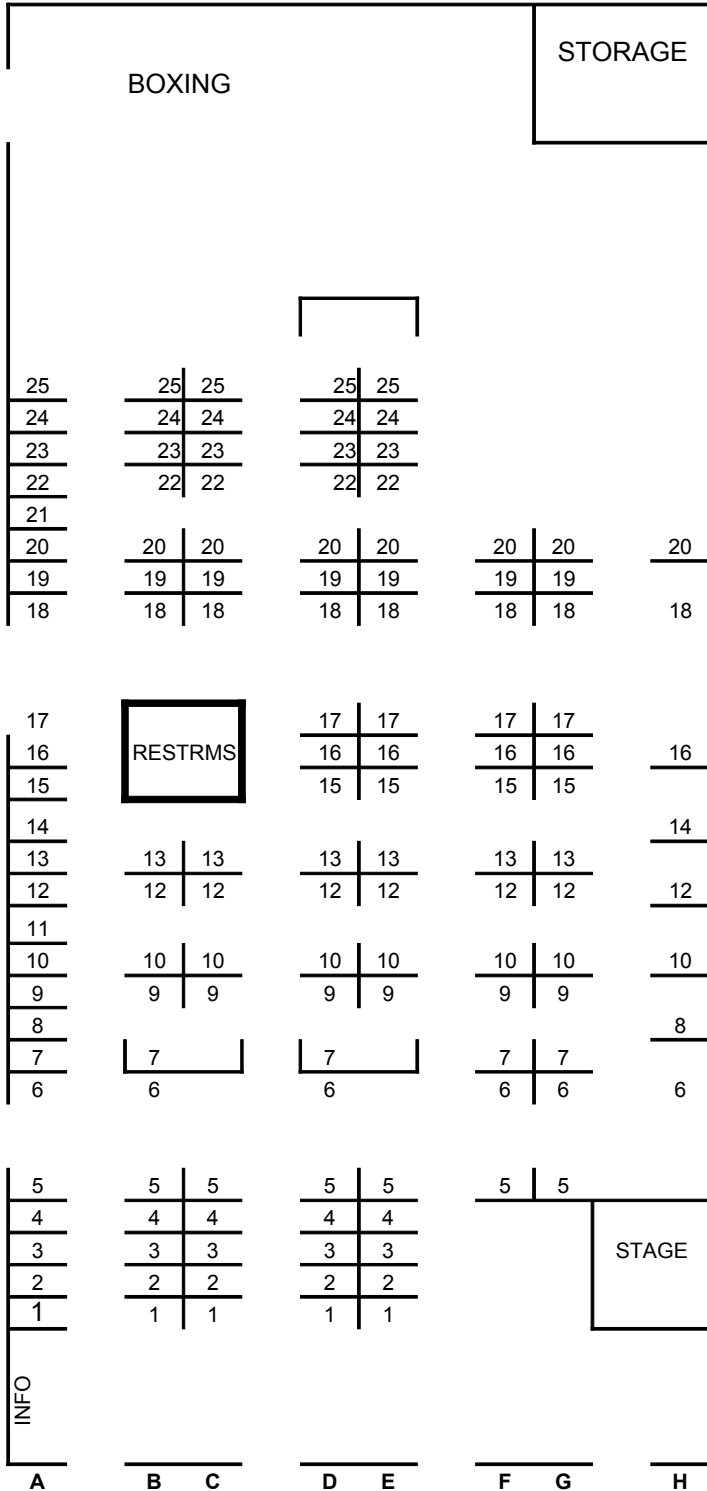 STORAGE
BOXING
25 25 25 25 25
24 24 24 24 24
23 23 23 23 23
22 22 22 22 22
21
20 20 20 20 20 20 20 20
19 19 19 19 19 19 19
18 18 18 18 18 18 18 18
17 17 17 17 17
16 RESTRMS 16 16 16 16 16
15 15 15 15 15
14 14
13 13 13 13 13 13 13
12 12 12 12 12 12 12 12
11
10 10 10 10 10 10 10 10
9 9 9 9 9 9 9
8 8
7 7 7 7 7
6 6 6 6 6 6
5 5 5 5 5 5 5
4 4 4 4 4
3 3 3 3 3 STAGE
2 2 2 2 2
1 1 1 1 1
INFO
A B C D E F G H